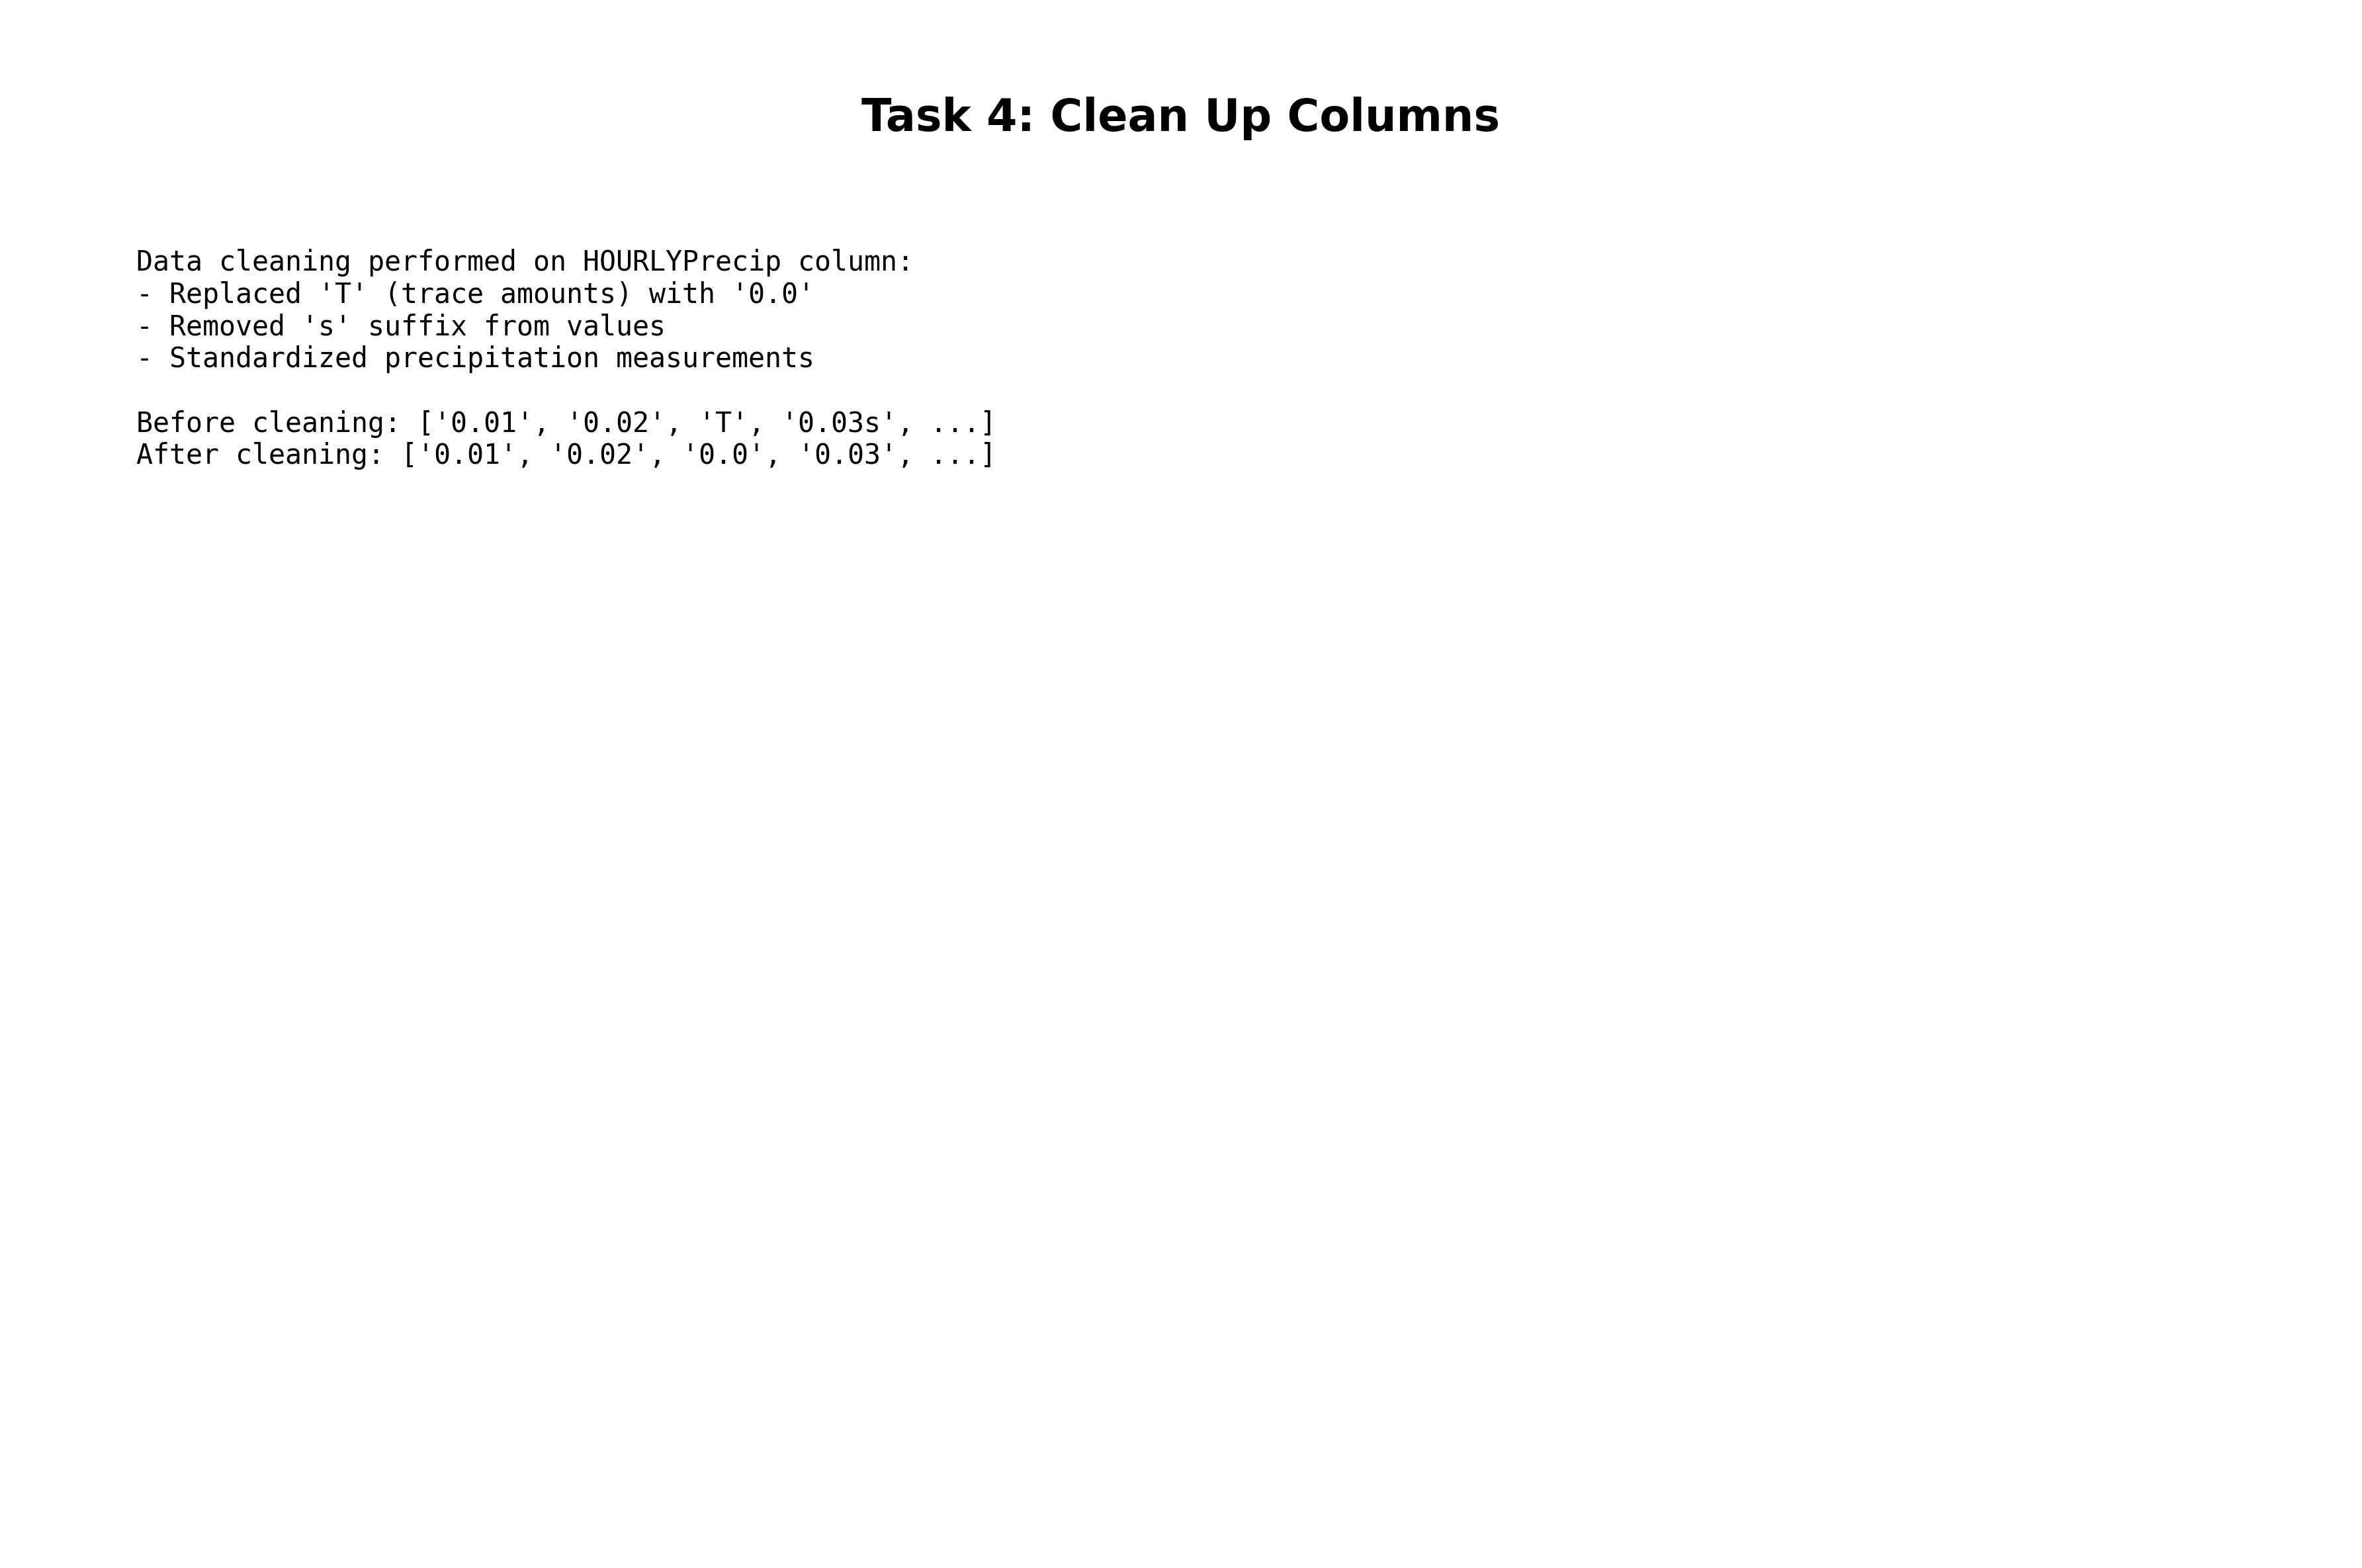 Task 4: Clean Up Columns
Data cleaning performed on HOURLYPrecip column:
- Replaced 'T' (trace amounts) with '0.0'
- Removed 's' suffix from values
- Standardized precipitation measurements
Before cleaning: ['0.01', '0.02', 'T', '0.03s', ...]
After cleaning: ['0.01', '0.02', '0.0', '0.03', ...]